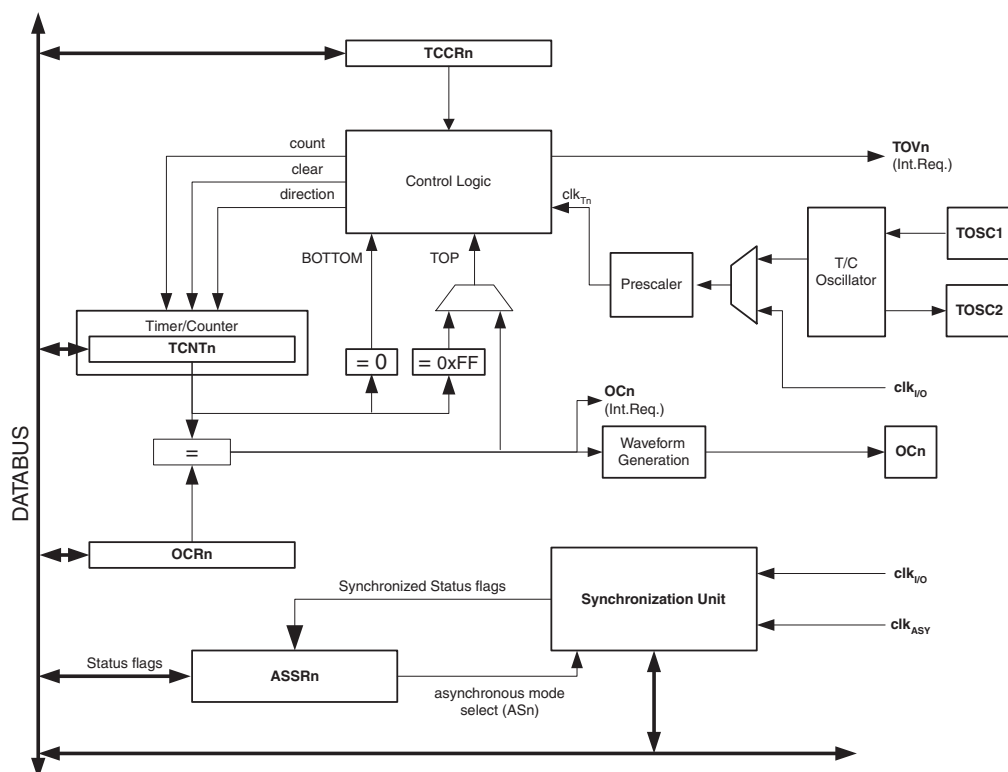 TCCRn
count
clear
direction
Control Logic
TOVn
(Int.Req.)
clkTn
BOTTOM
TOP
Prescaler
T/C
Oscillator
TOSC1
TOSC2
Timer/Counter
TCNTn
= 0
= 0xFF
clkI/O
OCn
(Int.Req.)
=
Waveform
Generation
OCn
DATABUS
OCRn
Synchronized Status flags
Synchronization Unit
clkI/O
clkASY
Status flags
ASSRn
asynchronous mode
select (ASn)